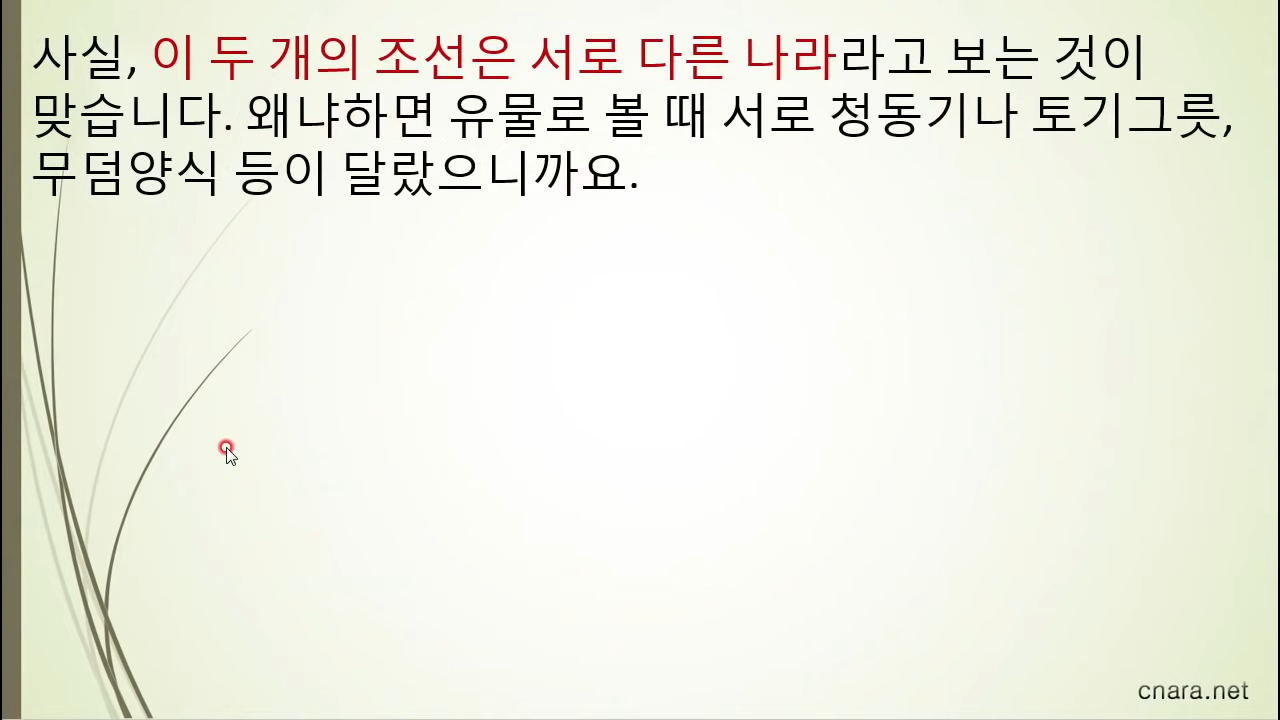 사실, 이 두 개의 조선은 서로 다른 나라라고 보는 것이
맞습니다. 왜냐하면 유물로 볼 때 서로 청동기나 토기그릇,
무덤양식 등이 달랐으니까요.
cnara.net